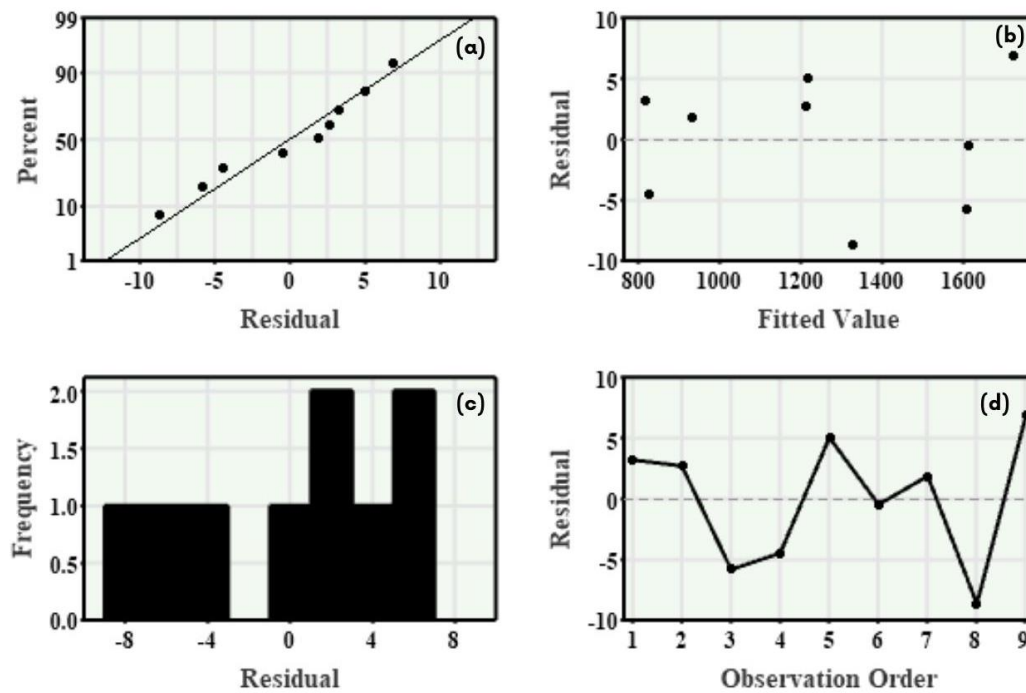 99
90
50
10
1
Percent
-10 -5 0 5 10
Residual
(a)
10
5
0
-5
-10
Residual
800 1000 1200 1400 1600
Fitted Value
(b)
2.0
1.5
1.0
0.5
0.0
Frequency
-8 -4 0 4 8
Residual
(c)
10
5
0
-5
-10
Residual
1 2 3 4 5 6 7 8 9
Observation Order
(d)